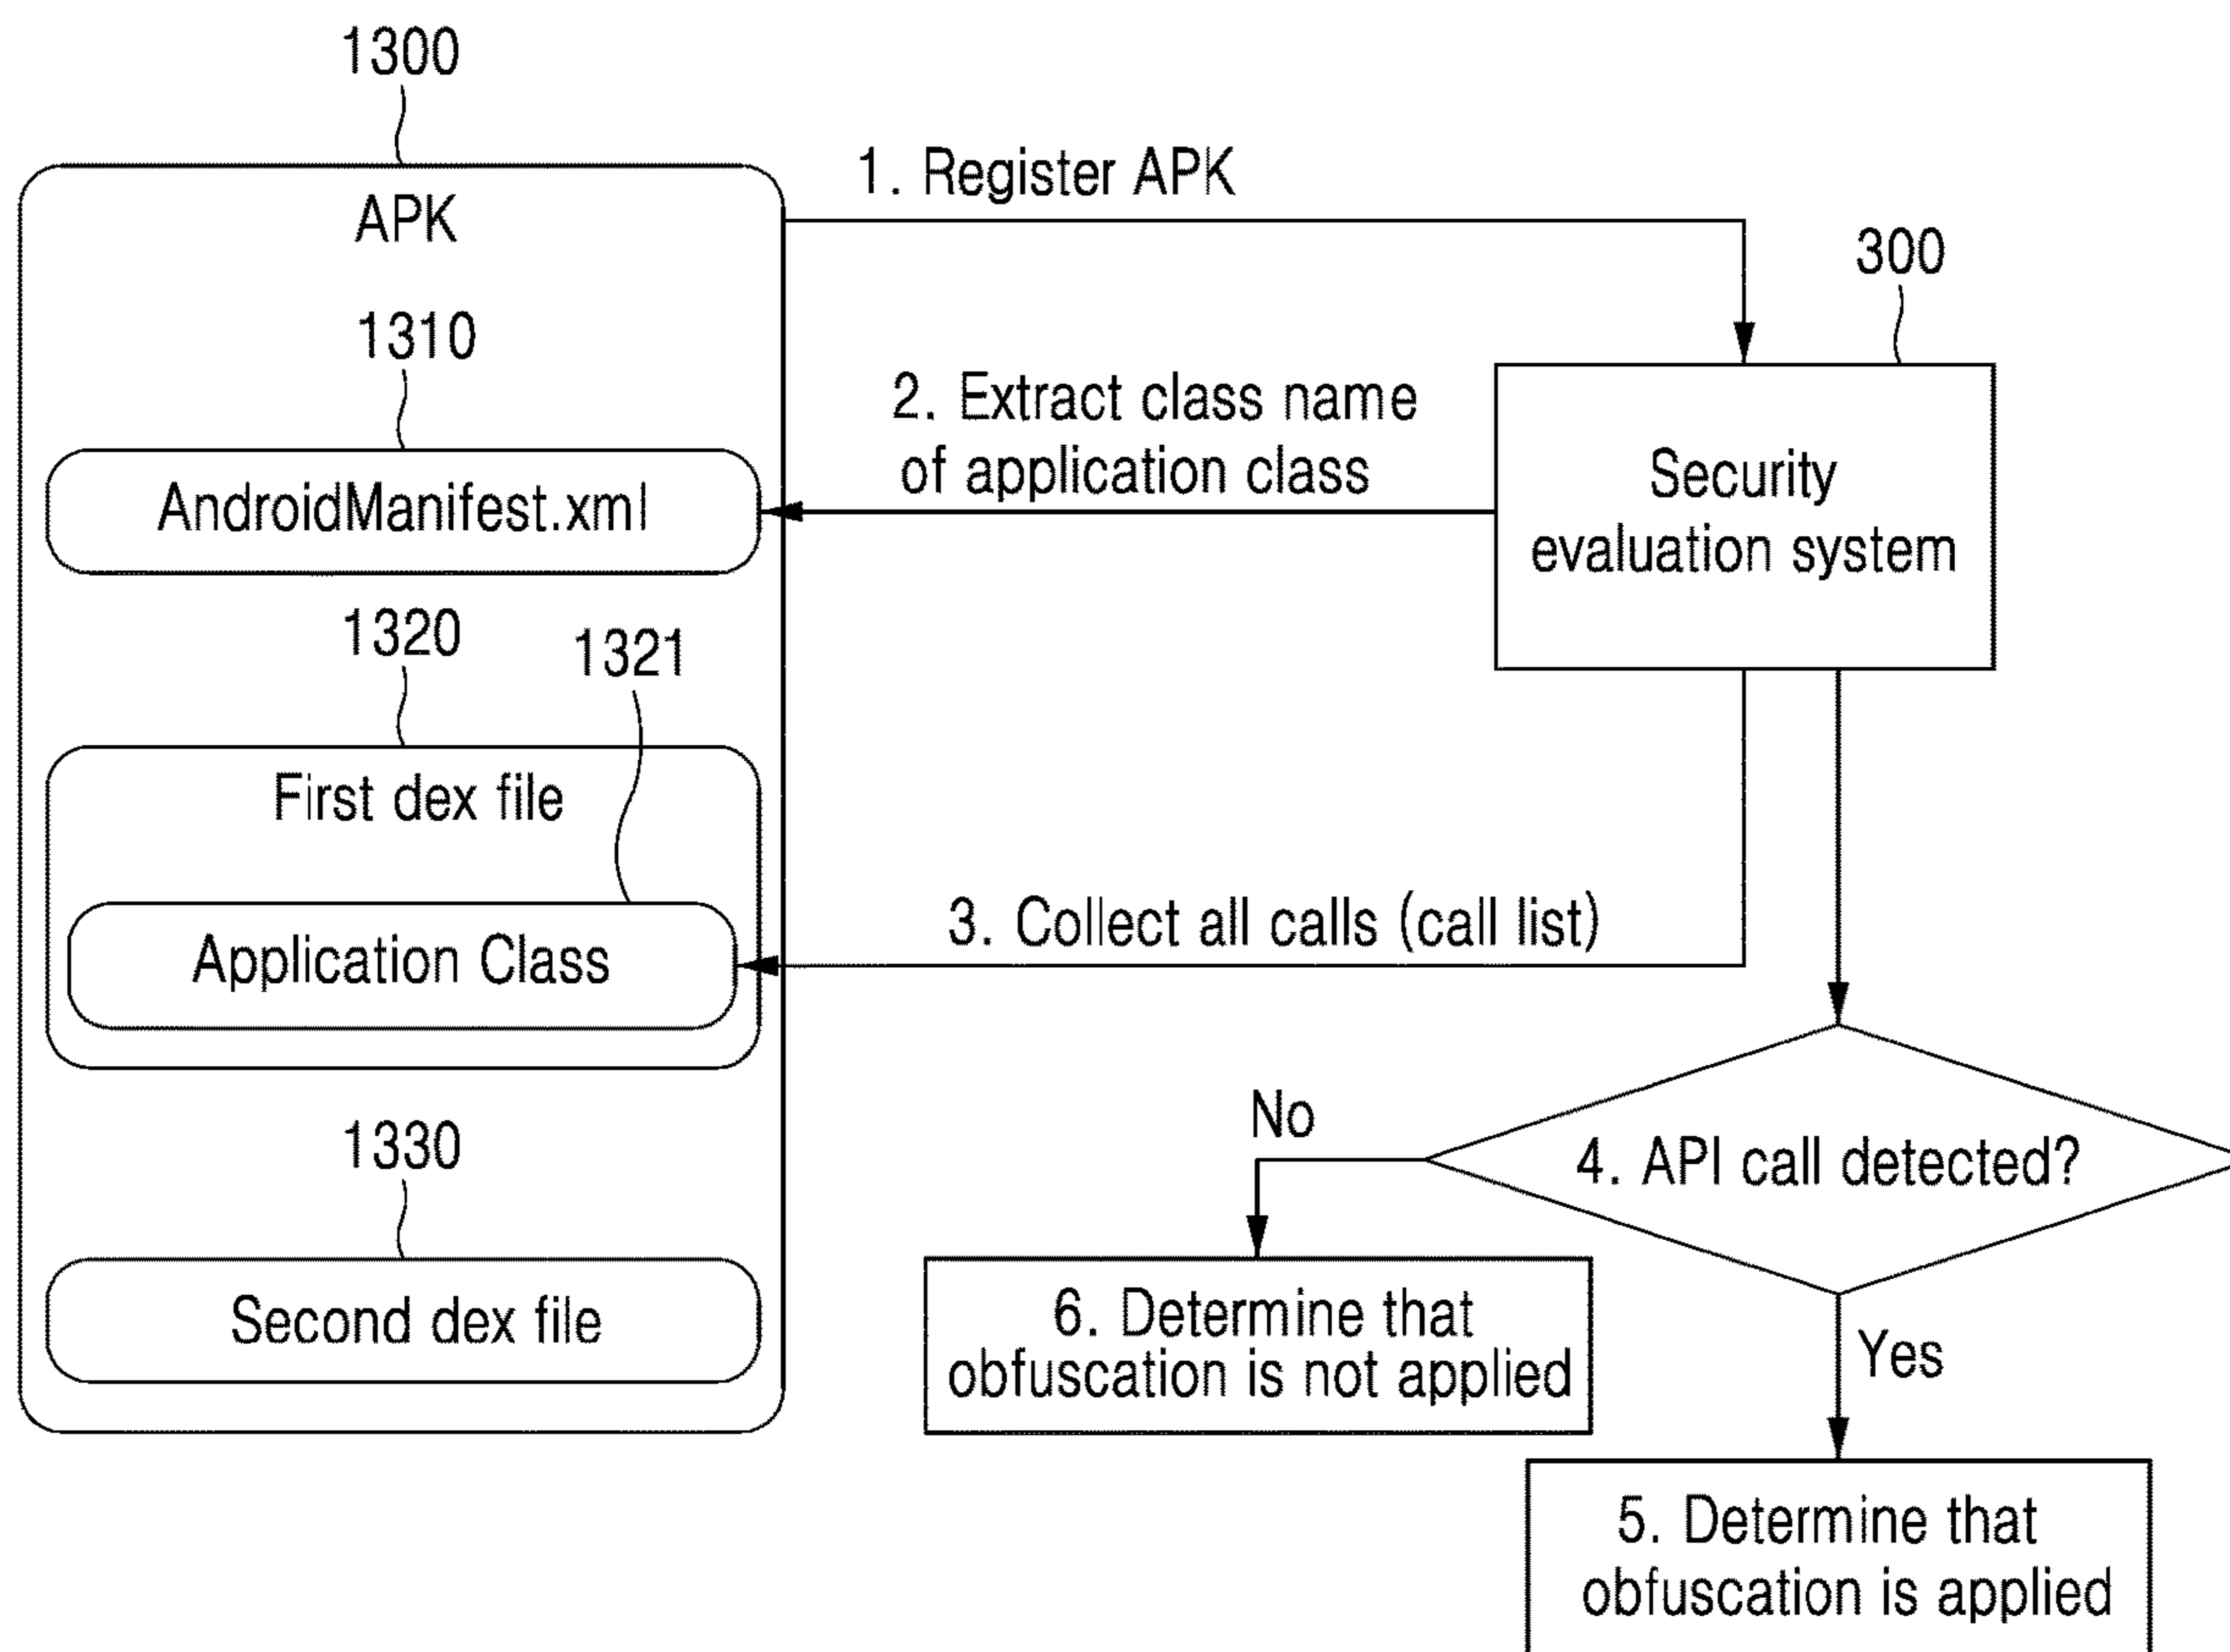 1300
APK
1310
AndroidManifest.xml
1320
1321
First dex file
Application Class
1330
Second dex file
1. Register APK
300
2. Extract class name
of application class
Security
evaluation system
3. Collect all calls (call list)
4. API call detected?
No
6. Determine that
obfuscation is not applied
Yes
5. Determine that
obfuscation is applied